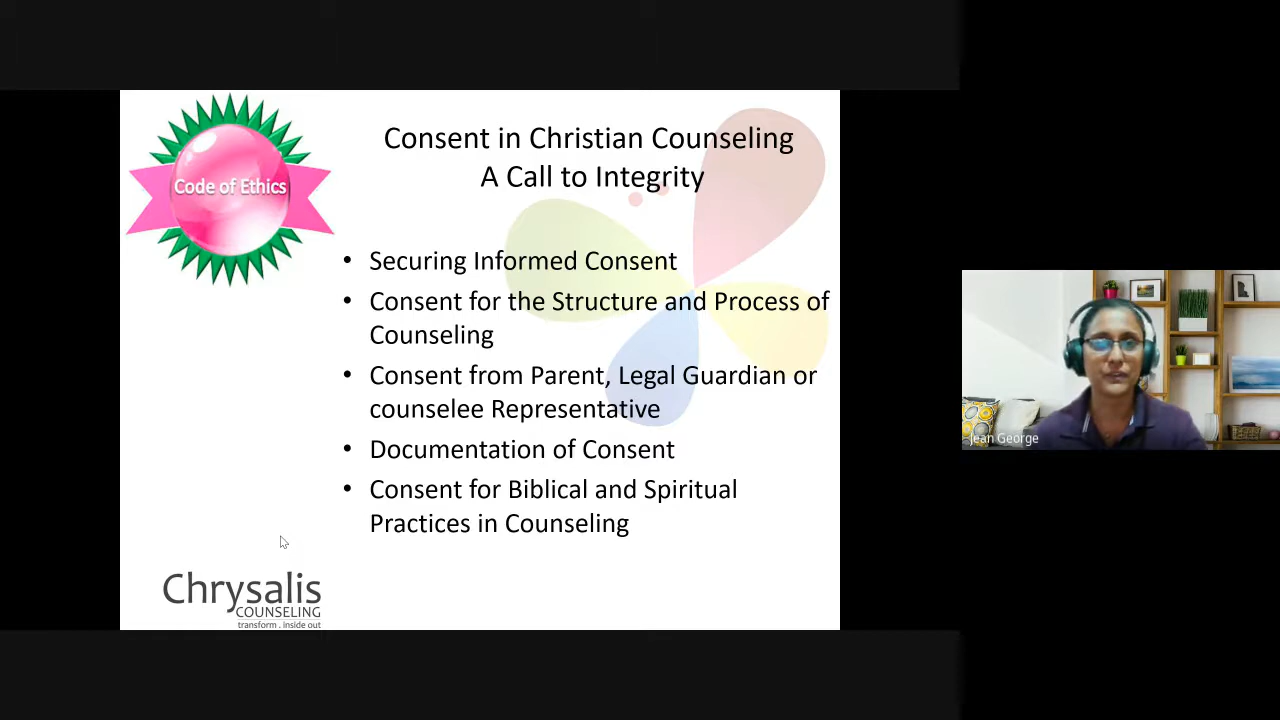 Code of Ethics
Consent in Christian Counseling
A Call to Integrity
• Securing Informed Consent
• Consent for the Structure and Process of
Counseling
• Consent from Parent, Legal Guardian or
counselee Representative
• Documentation of Consent
• Consent for Biblical and Spiritual
Practices in Counseling
Chrysalis
COUNSELING
transform . inside out
Jean George